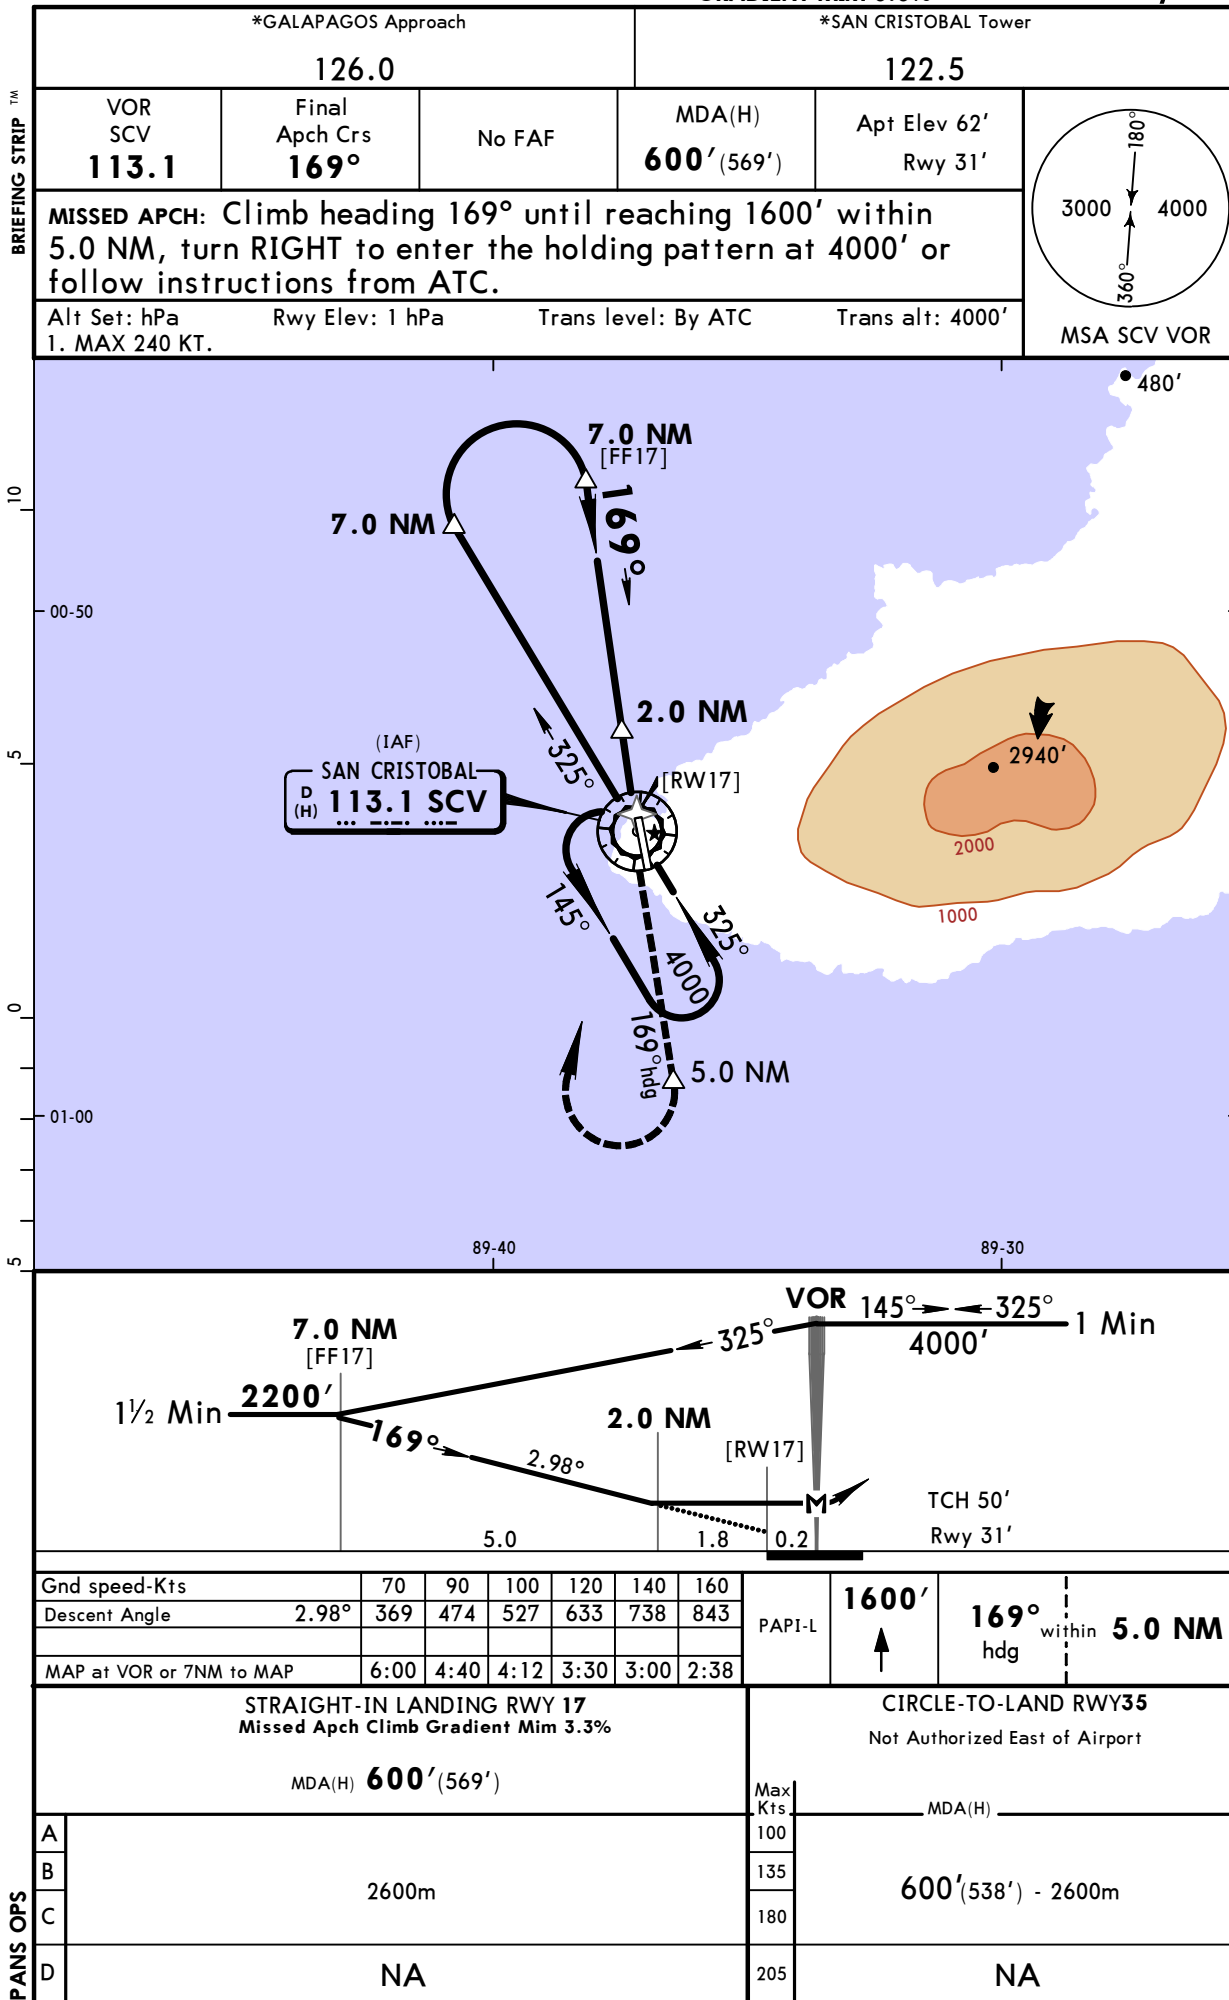 *GALAPAGOS Approach
126.0
*SAN CRISTOBAL Tower
122.5
BRIEFING STRIP TM
VOR
SCV
113.1
Final
Apch Crs
169°
No FAF
MDA(H)
600'(569')
Apt Elev 62'
Rwy 31'
MISSED APCH: Climb heading 169° until reaching 1600' within
5.0 NM, turn RIGHT to enter the holding pattern at 4000' or
follow instructions from ATC.
Alt Set: hPa Rwy Elev: 1 hPa Trans level: By ATC Trans alt: 4000'
1. MAX 240 KT.
180°
3000 4000
360°
MSA SCV VOR
480'
7.0 NM
[FF17]
169°
7.0 NM
10
00-50
2.0 NM
325°
(IAF)
SAN CRISTOBAL
D
(H) 113.1 SCV
[RW17]
2940'
2000
1000
5
145°
325°
4000
169° hdg
5.0 NM
0
01-00
5
89-40
89-30
VOR
145° 325°
1 Min
4000'
325°
7.0 NM
[FF17]
1½ Min 2200'
169°
2.98°
2.0 NM
[RW17]
M
TCH 50'
Rwy 31'
5.0 1.8 0.2
Gnd speed-Kts 70 90 100 120 140 160
Descent Angle 2.98° 369 474 527 633 738 843
MAP at VOR or 7NM to MAP 6:00 4:40 4:12 3:30 3:00 2:38
PAPI-L
1600'
169°
hdg
within 5.0 NM
STRAIGHT-IN LANDING RWY 17
Missed Apch Climb Gradient Mim 3.3%
MDA(H) 600'(569')
CIRCLE-TO-LAND RWY35
Not Authorized East of Airport
Max
Kts
MDA(H)
A
B
C
D
2600m
NA
100
135
180
205
600'(538') - 2600m
NA
PANS OPS